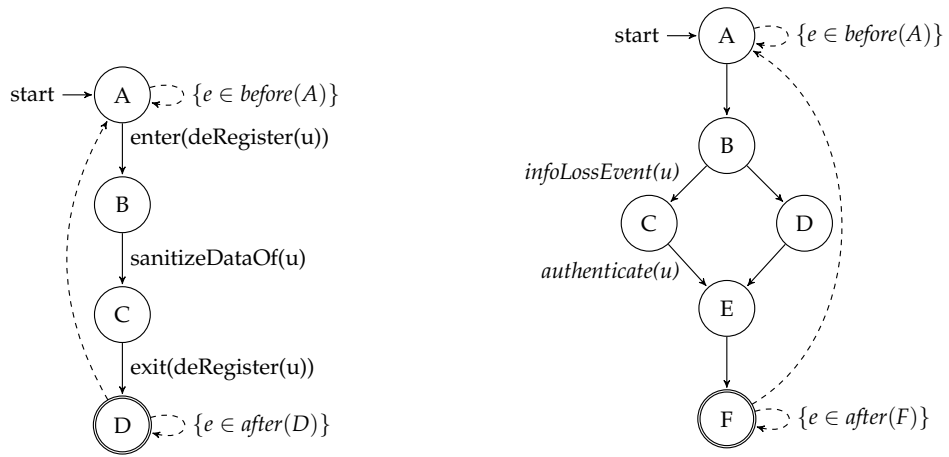 start
A
{e ∈ before(A)}
enter(deRegister(u))
B
sanitizeDataOf(u)
C
exit(deRegister(u))
D
{e ∈ after(D)}
start
A
{e ∈ before(A)}
B
infoLossEvent(u)
C
D
authenticate(u)
E
F
{e ∈ after(F)}